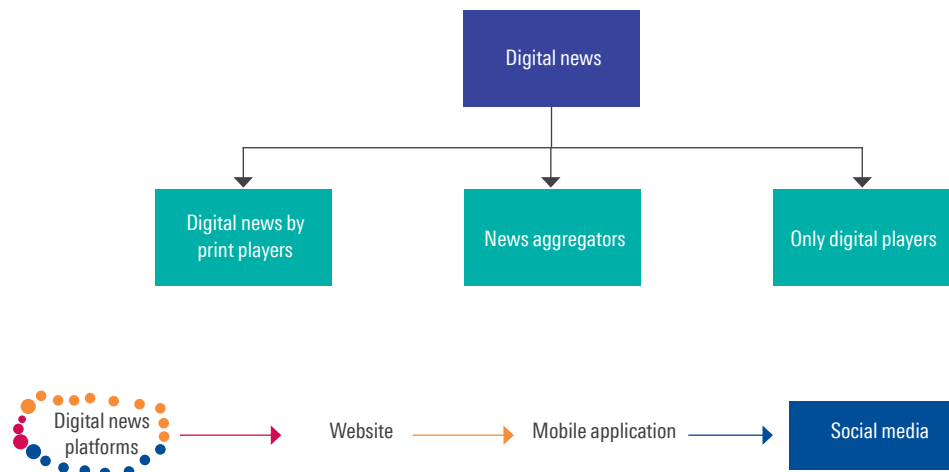 Digital news
Digital news by
print players
News aggregators
Only digital players
Digital news
platforms
Website
Mobile application
Social media